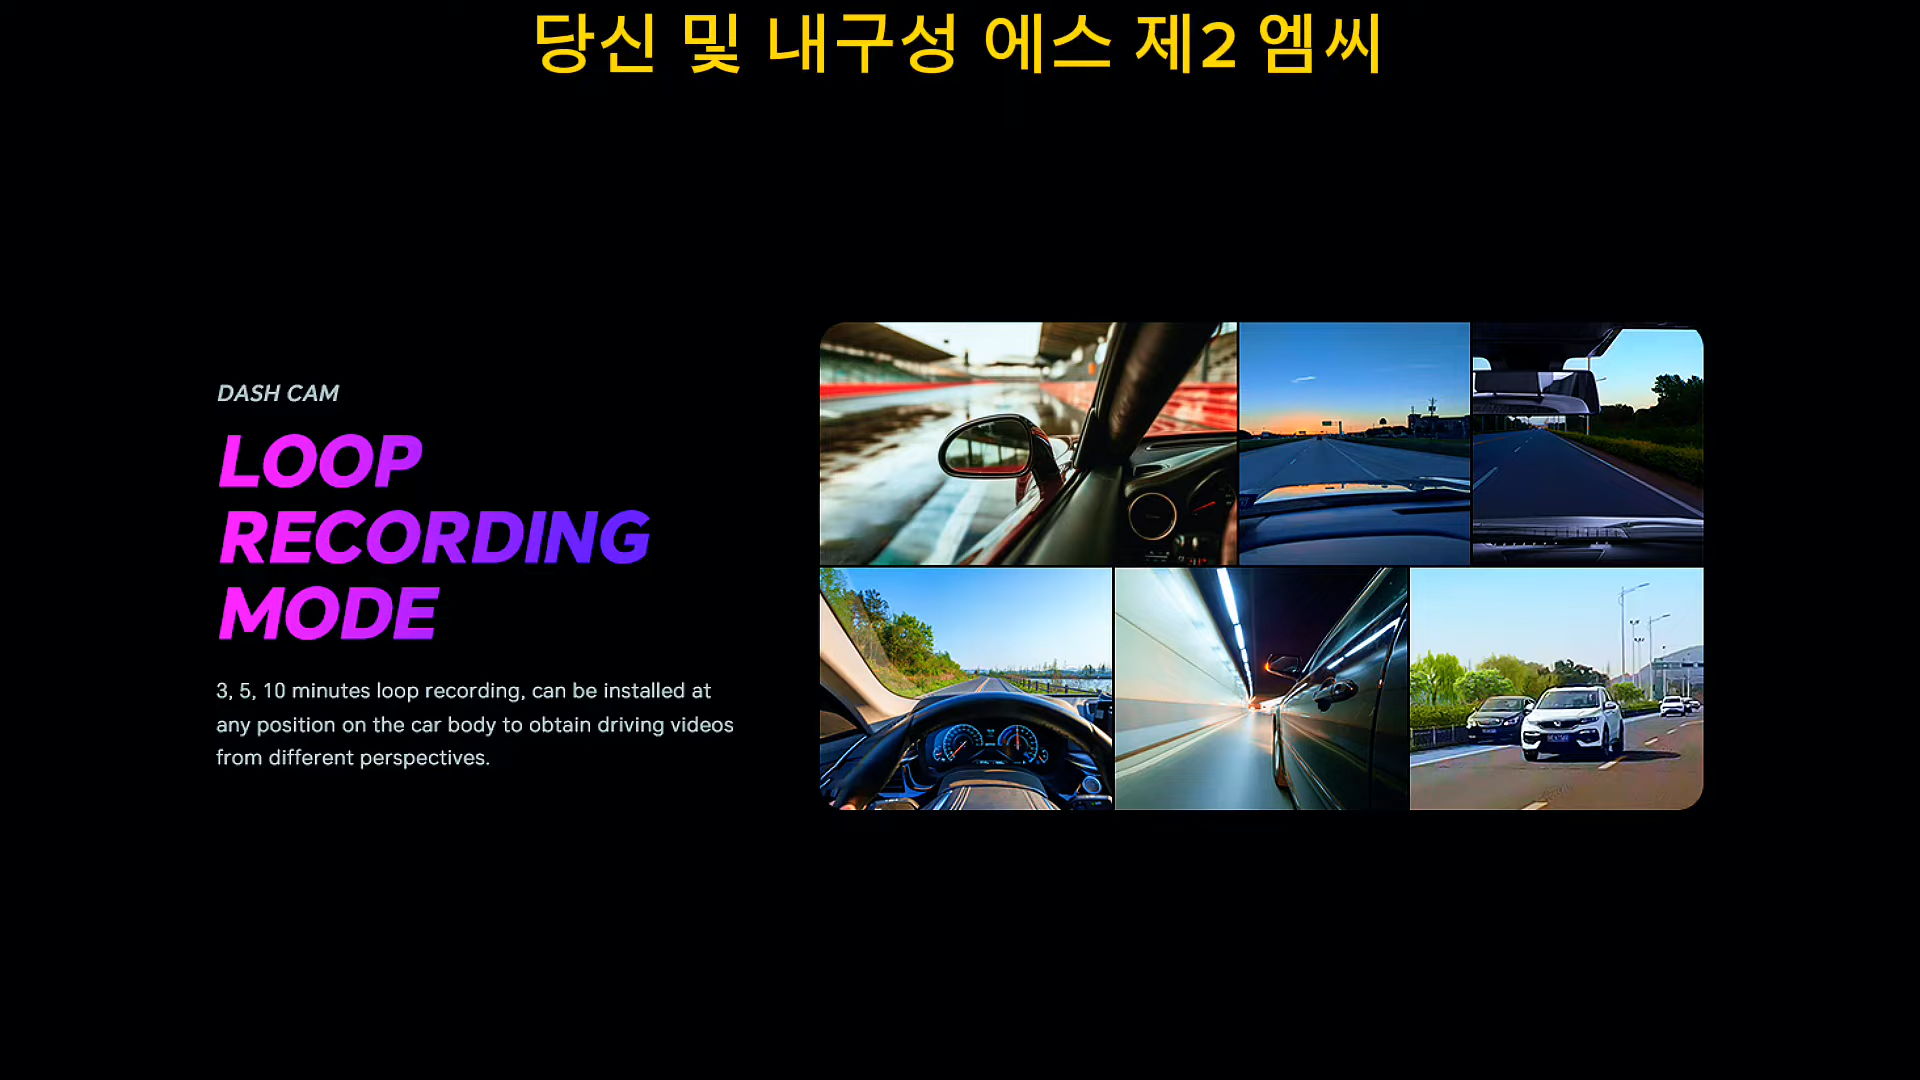 당신 및 내구성 에스 제2 엠씨
DASH CAM
LOOP
RECORDING
MODE
3, 5, 10 minutes loop recording, can be installed at
any position on the car body to obtain driving videos
from different perspectives.